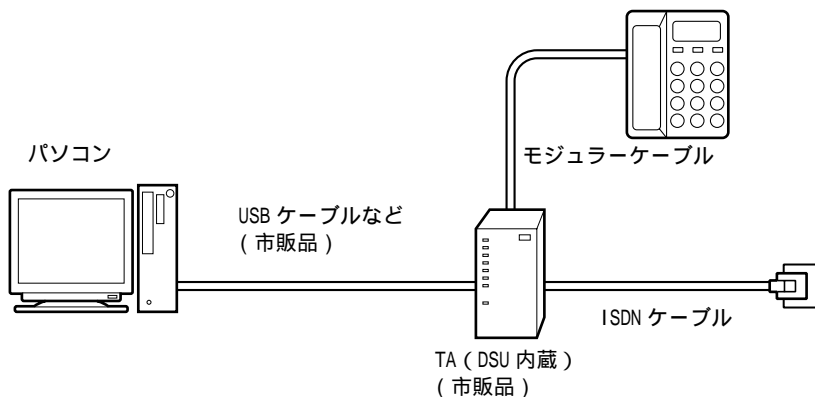 パソコン
モジュラーケーブル
USB ケーブルなど
( 市販品 )
ISDN ケーブル
TA ( DSU 内蔵 )
( 市販品 )